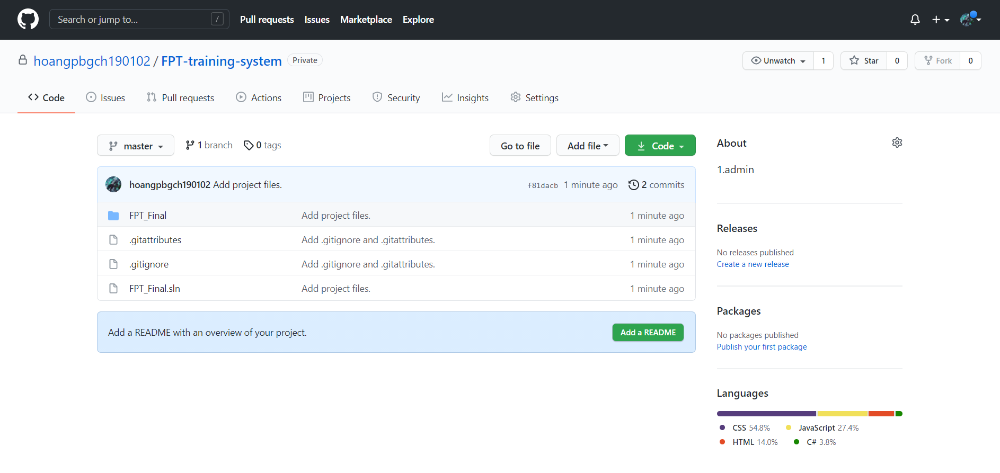 Search or jump to... /
Pull requests Issues Marketplace Explore
hoangpbgch190102 / FPT-training-system Private
Unwatch 1 Star 0 Fork 0
Code Issues Pull requests Actions Projects Security Insights Settings
master 1 branch 0 tags
Go to file Add file Code
hoangpbgch190102 Add project files. f81dacb 1 minute ago 2 commits
FPT_Final Add project files. 1 minute ago
.gitattributes Add .gitignore and .gitattributes. 1 minute ago
.gitignore Add .gitignore and .gitattributes. 1 minute ago
FPT_Final.sln Add project files. 1 minute ago
Add a README with an overview of your project. Add a README
About
1.admin
Releases
No releases published
Create a new release
Packages
No packages published
Publish your first package
Languages
CSS 54.8% JavaScript 27.4%
HTML 14.0% C# 3.8%